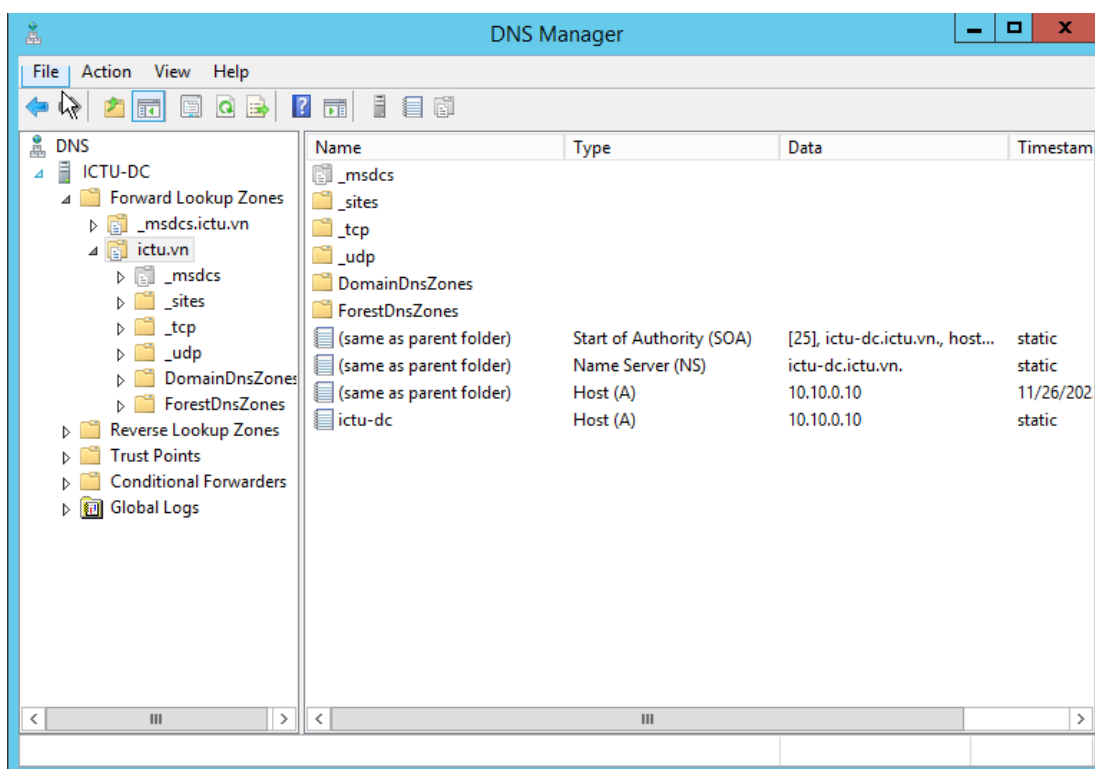 DNS Manager
File Action View Help
DNS
ICTU-DC
Forward Lookup Zones
_msdcs.ictu.vn
ictu.vn
_msdcs
_sites
_tcp
_udp
DomainDnsZones
ForestDnsZones
Reverse Lookup Zones
Trust Points
Conditional Forwarders
Global Logs
Name Type Data Timestam
_msdcs
_sites
_tcp
_udp
DomainDnsZones
ForestDnsZones
(same as parent folder) Start of Authority (SOA) [25], ictu-dc.ictu.vn., host... static
(same as parent folder) Name Server (NS) ictu-dc.ictu.vn. static
(same as parent folder) Host (A) 10.10.0.10 11/26/202
ictu-dc Host (A) 10.10.0.10 static